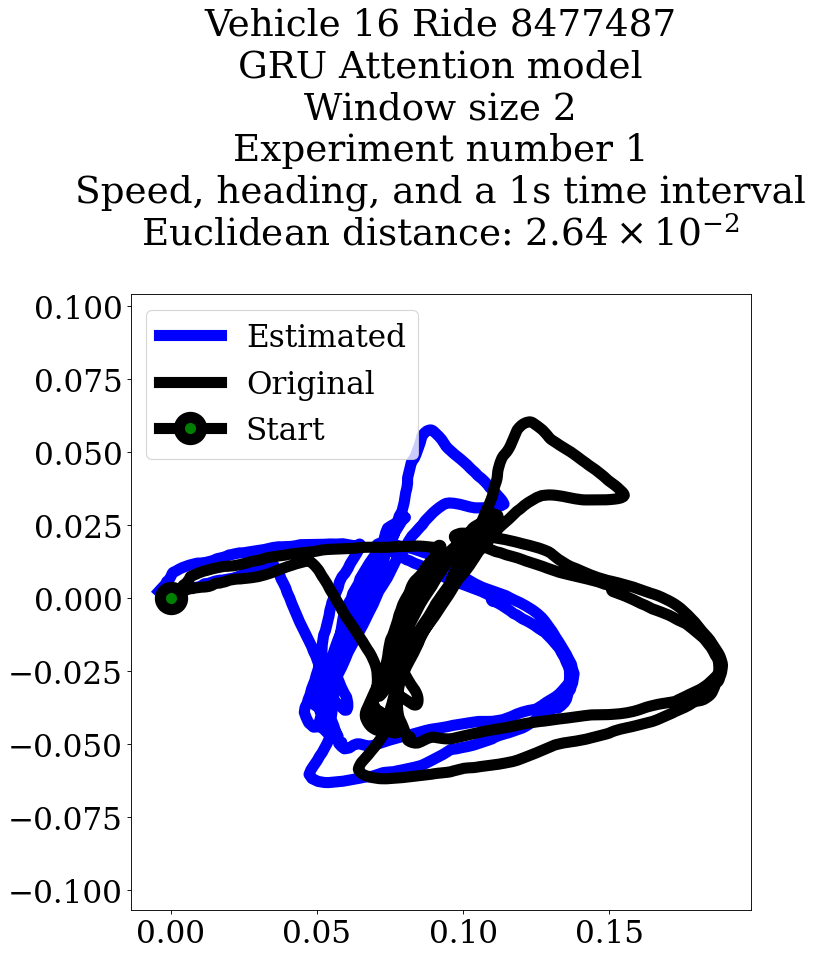 Vehicle 16 Ride 8477487
GRU Attention model
Window size 2
Experiment number 1
Speed, heading, and a 1s time interval
Euclidean distance: 2.64 × 10⁻²
Estimated
Original
Start
0.100
0.075
0.050
0.025
0.000
−0.025
−0.050
−0.075
−0.100
0.00 0.05 0.10 0.15